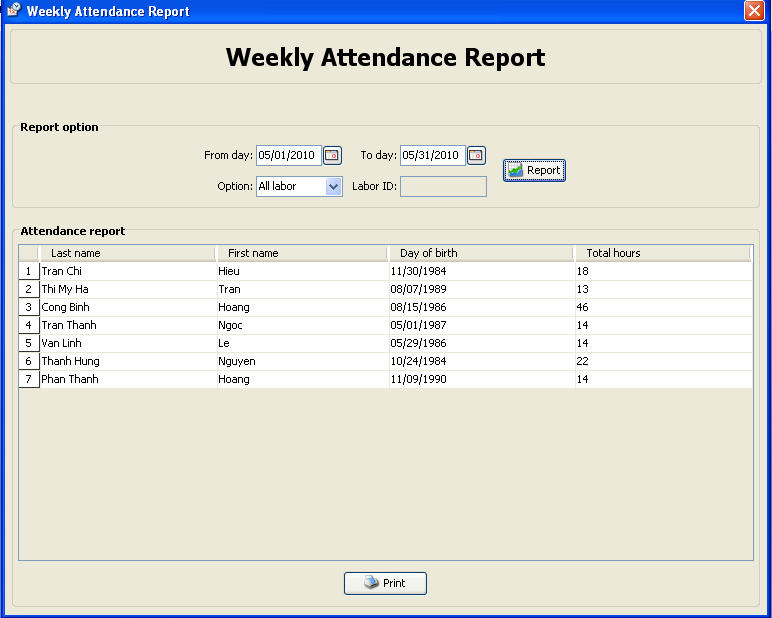 Weekly Attendance Report
Weekly Attendance Report
Report option
From day: 05/01/2010 To day: 05/31/2010
Report
Option: All labor Labor ID:
Attendance report
Last name First name Day of birth Total hours
1 Tran Chi Hieu 11/30/1984 18
2 Thi My Ha Tran 08/07/1989 13
3 Cong Binh Hoang 08/15/1986 46
4 Tran Thanh Ngoc 05/01/1987 14
5 Van Linh Le 05/29/1986 14
6 Thanh Hung Nguyen 10/24/1984 22
7 Phan Thanh Hoang 11/09/1990 14
Print